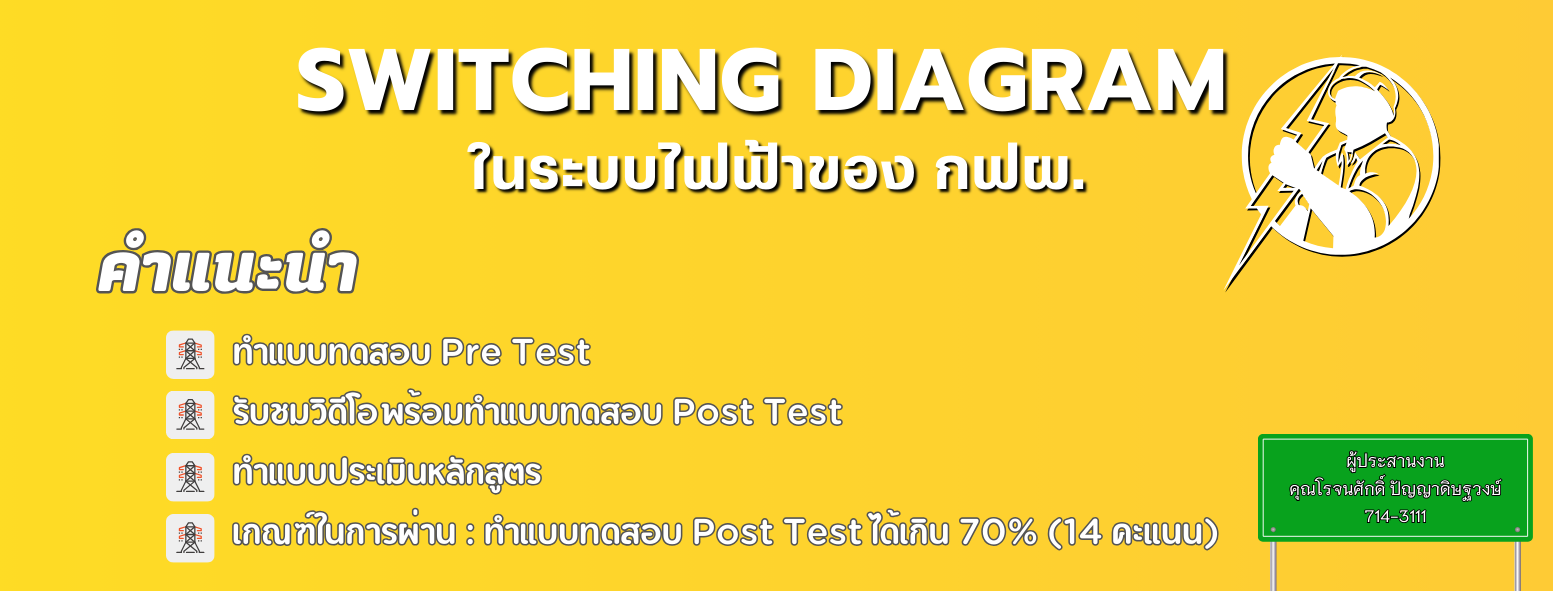 SWITCHING DIAGRAM
ในระบบไฟฟ้าของ กฟผ.
คำแนะนำ
ทำแบบทดสอบ Pre Test
รับชมวิดีโอพร้อมทำแบบทดสอบ Post Test
ทำแบบประเมินหลักสูตร
เกณฑ์ในการผ่าน : ทำแบบทดสอบ Post Test ได้เกิน 70% (14 คะแนน)
ผู้ประสานงาน
คุณโรจนศักดิ์ ปัญญาดิษฐวงษ์
714-3111